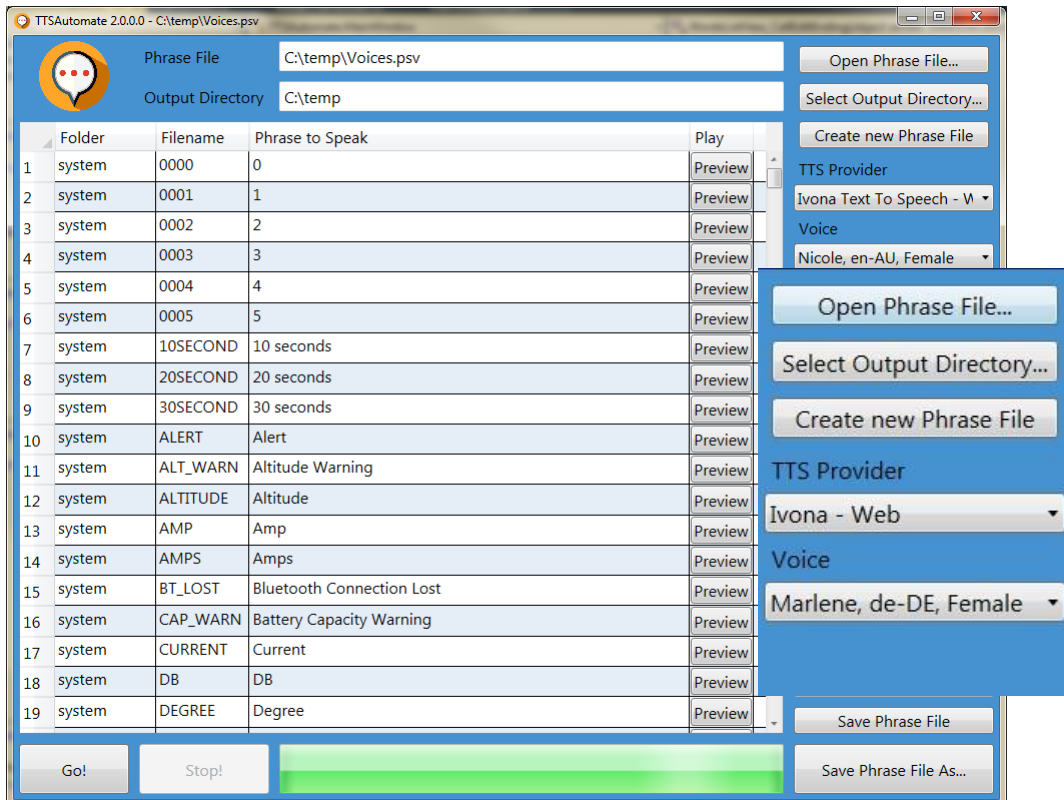 TTSAutomate 2.0.0.0 - C:\temp\Voices.psv
Phrase File C:\temp\Voices.psv Open Phrase File...
Output Directory C:\temp Select Output Directory...
Create new Phrase File
Folder Filename Phrase to Speak Play
1 system 0000 0 Preview
TTS Provider
2 system 0001 1 Preview
Ivona Text To Speech - W
3 system 0002 2 Preview
Voice
4 system 0003 3 Preview
Nicole, en-AU, Female
5 system 0004 4 Preview
6 system 0005 5 Preview
7 system 10SECOND 10 seconds Preview
8 system 20SECOND 20 seconds Preview
9 system 30SECOND 30 seconds Preview
10 system ALERT Alert Preview
11 system ALT_WARN Altitude Warning Preview
12 system ALTITUDE Altitude Preview
13 system AMP Amp Preview
14 system AMPS Amps Preview
15 system BT_LOST Bluetooth Connection Lost Preview
16 system CAP_WARN Battery Capacity Warning Preview
17 system CURRENT Current Preview
18 system DB DB Preview
19 system DEGREE Degree Preview
Open Phrase File...
Select Output Directory...
Create new Phrase File
TTS Provider
Ivona - Web
Voice
Marlene, de-DE, Female
Save Phrase File
Go! Stop! Save Phrase File As...